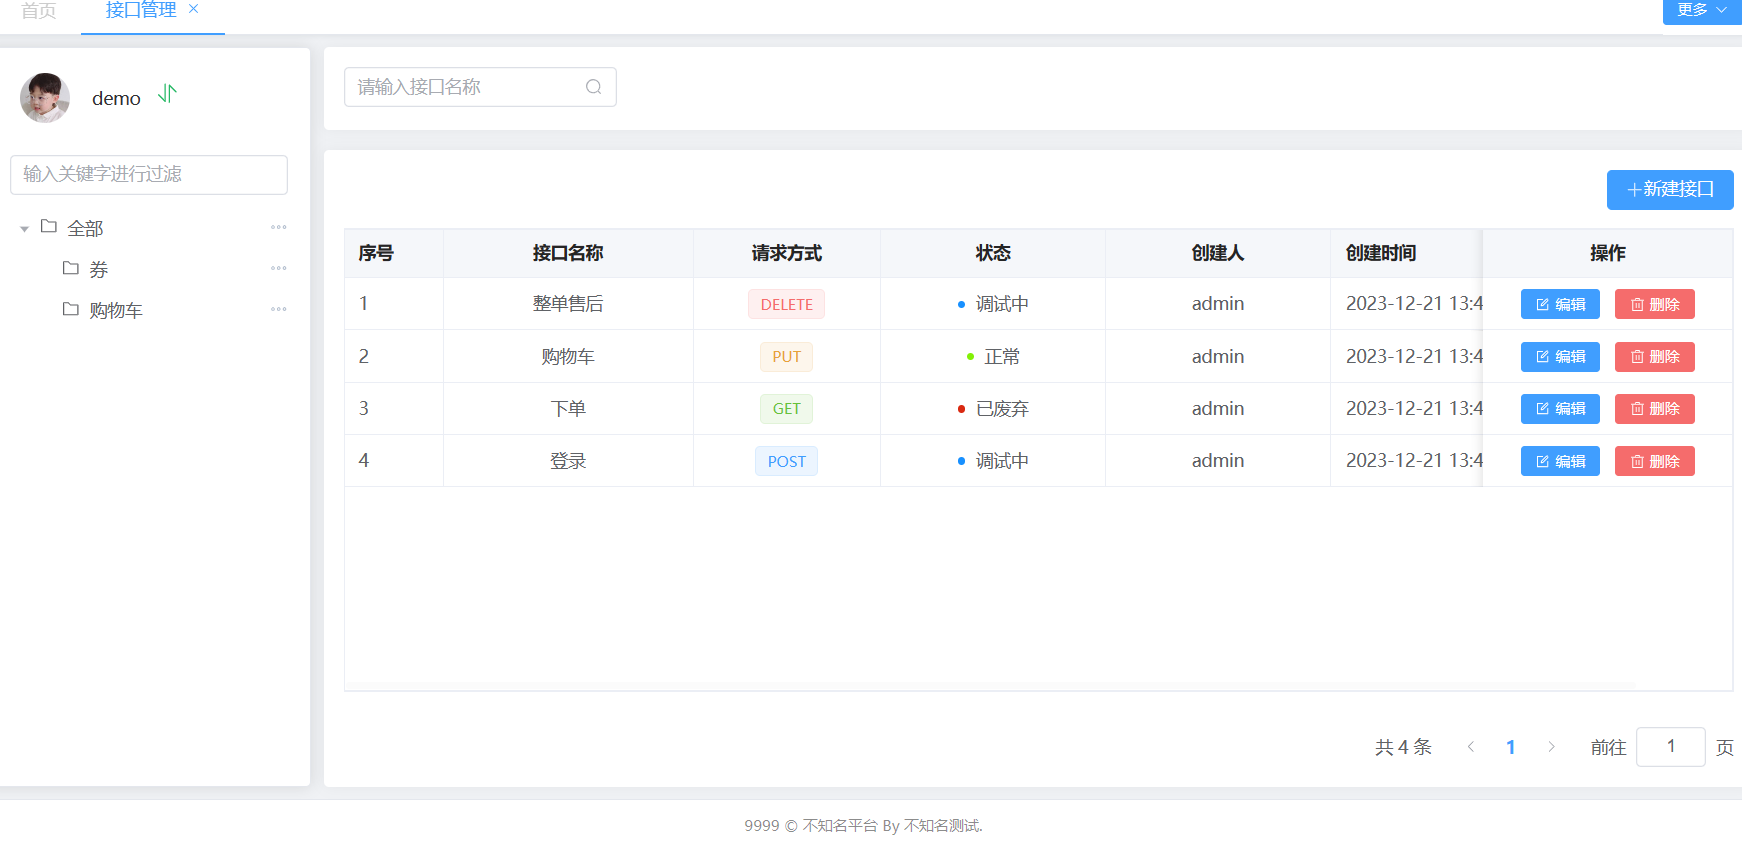 首页 接口管理 更多
demo
请输入接口名称
输入关键字进行过滤
全部
券
购物车
新建接口
序号 接口名称 请求方式 状态 创建人 创建时间 操作
1 整单售后 DELETE 调试中 admin 2023-12-21 13:4 编辑 删除
2 购物车 PUT 正常 admin 2023-12-21 13:4 编辑 删除
3 下单 GET 已废弃 admin 2023-12-21 13:4 编辑 删除
4 登录 POST 调试中 admin 2023-12-21 13:4 编辑 删除
共 4 条 1 前往 1 页
9999 © 不知名平台 By 不知名测试.